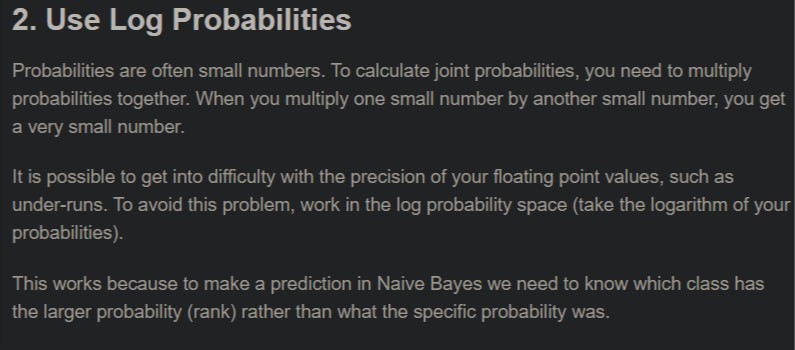 2. Use Log Probabilities
Probabilities are often small numbers. To calculate joint probabilities, you need to multiply
probabilities together. When you multiply one small number by another small number, you get
a very small number.
It is possible to get into difficulty with the precision of your floating point values, such as
under-runs. To avoid this problem, work in the log probability space (take the logarithm of your
probabilities).
This works because to make a prediction in Naive Bayes we need to know which class has
the larger probability (rank) rather than what the specific probability was.